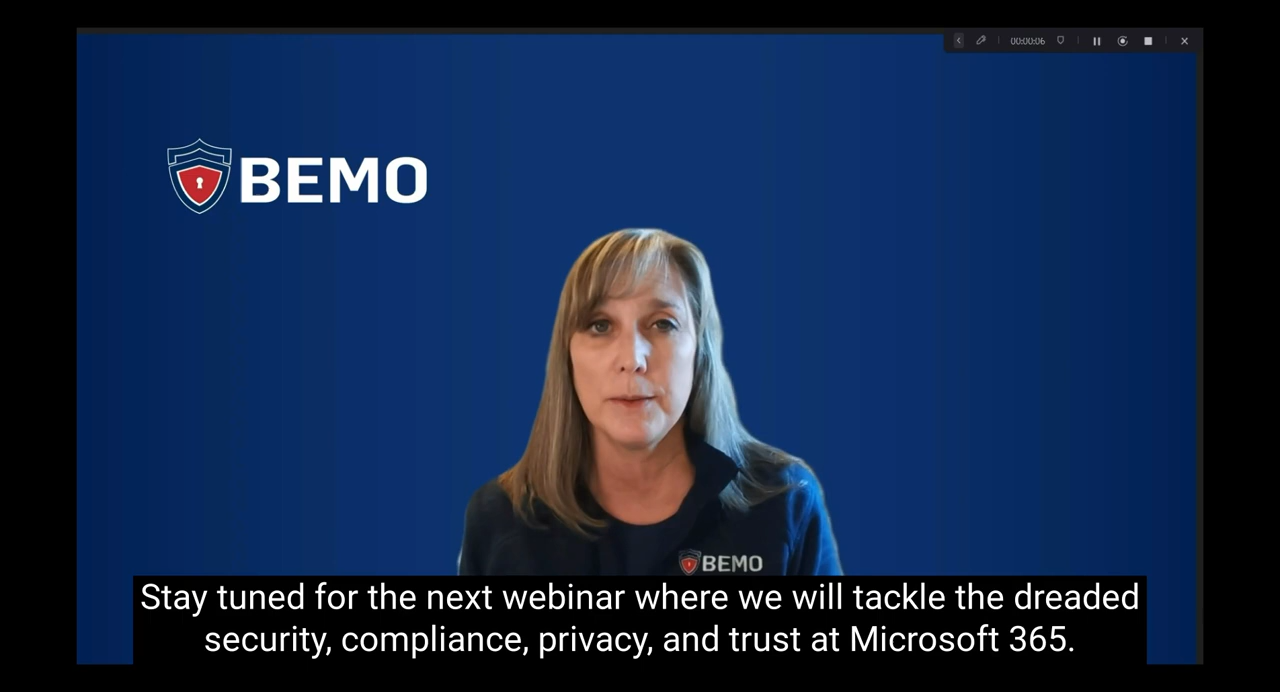 00:00:06
BEMO
BEMO
Stay tuned for the next webinar where we will tackle the dreaded
security, compliance, privacy, and trust at Microsoft 365.